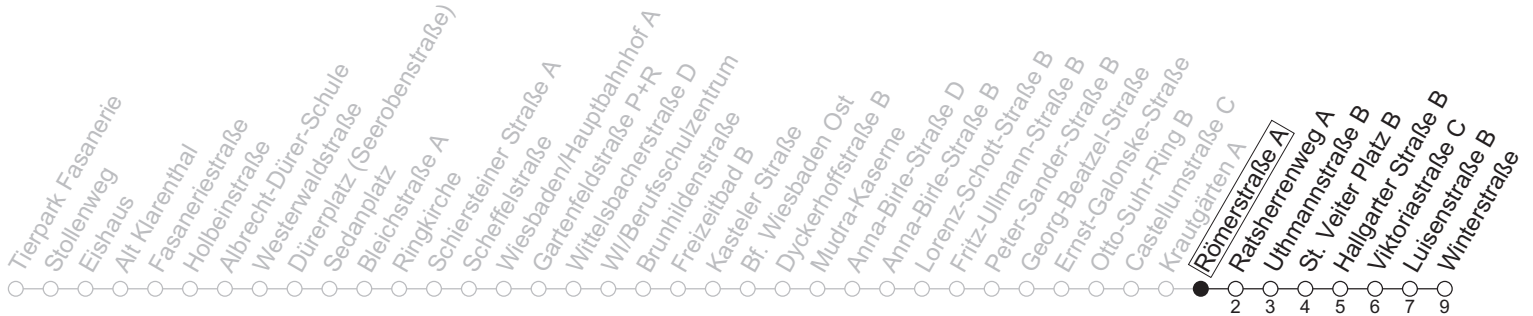 Tierpark Fasanerie
Stollenweg
Eishaus
Alt Klarenthal
Fasaneriestraße
Holbeinstraße
Albrecht-Dürer-Schule
Westerwaldstraße
Dürerplatz (Seerobenstraße)
Sedanplatz
Bleichstraße A
Ringkirche
Schiersteiner Straße A
Scheffelstraße
Wiesbaden/Hauptbahnhof A
Gartenfeldstraße P+R
Wittelsbacherstraße D
WI/Berufsschulzentrum
Brunhildenstraße
Freizeitbad B
Kasteler Straße
Bf. Wiesbaden Ost
Dyckerhoffstraße B
Mudra-Kaserne
Anna-Birle-Straße D
Anna-Birle-Straße B
Lorenz-Schott-Straße B
Fritz-Ullmann-Straße B
Peter-Sander-Straße B
Georg-Beatzel-Straße
Ernst-Galonske-Straße
Otto-Suhr-Ring B
Castellumstraße C
Krautgärten A
Römerstraße A
Ratsherrenweg A
Uthmannstraße B
St. Veiter Platz B
Hallgarter Straße B
Viktoriastraße C
Luisenstraße B
Winterstraße
2 3 4 5 6 7 9